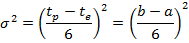 σ² = ((t_p − t_e)/6)² = ((b − a)/6)²